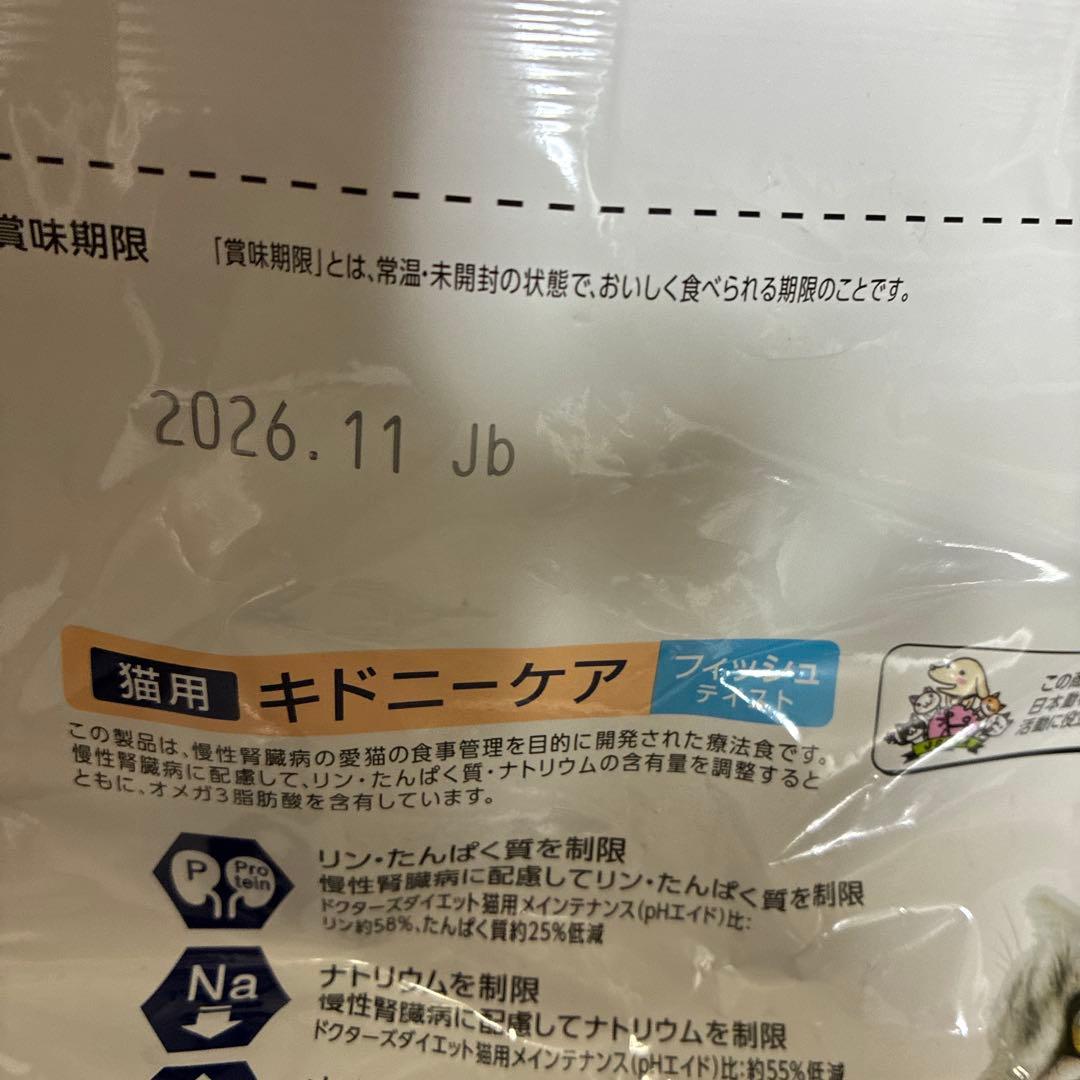 賞味期限
「賞味期限」とは、常温・未開封の状態で、おいしく食べられる期限のことです。
2026.11 Jb
猫用 キドニーケア フィッシュ
テイスト
この製品は、慢性腎臓病の愛猫の食事管理を目的に開発された療法食です。
慢性腎臓病に配慮して、リン・たんぱく質・ナトリウムの含有量を調整すると
ともに、オメガ3脂肪酸を含有しています。
この
日本動
活動に役
P Pro
tein
リン・たんぱく質を制限
慢性腎臓病に配慮してリン・たんぱく質を制限
ドクターズダイエット猫用メインテナンス(pHエイド)比:
リン約58%、たんぱく質約25%低減
Na
ナトリウムを制限
慢性腎臓病に配慮してナトリウムを制限
ドクターズダイエット猫用メインテナンス(pHエイド)比:約55%低減